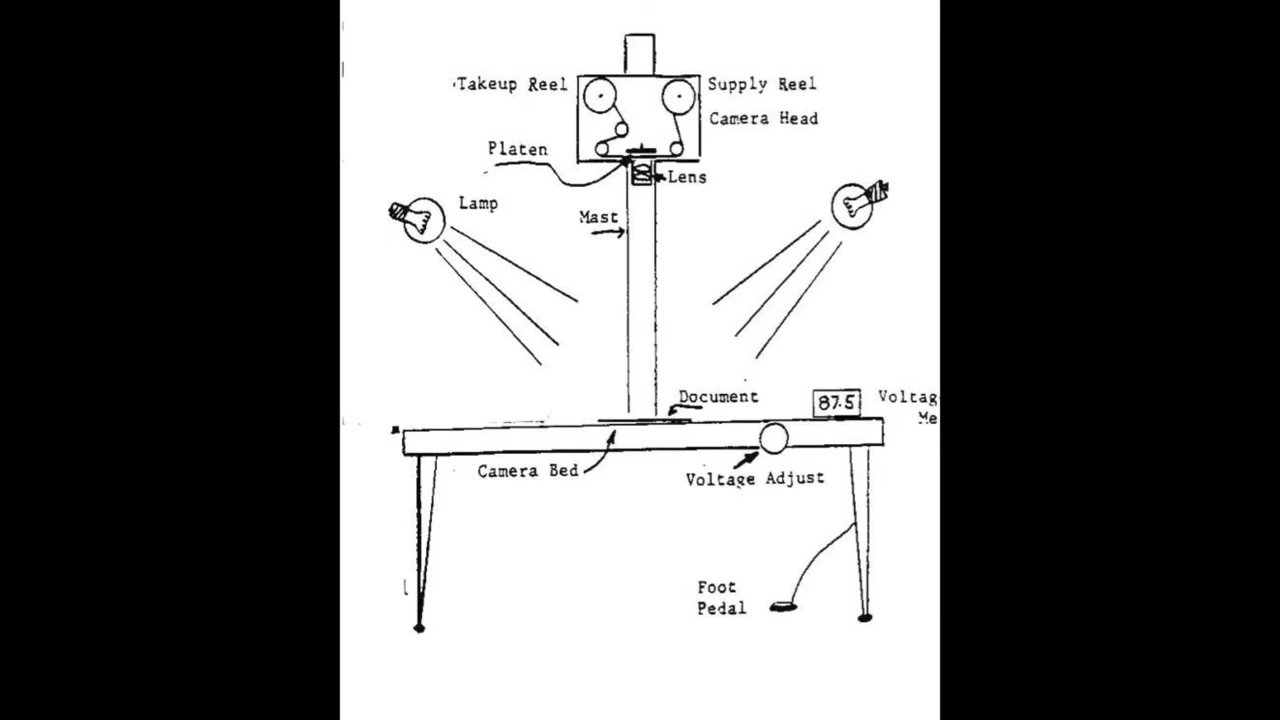 Takeup Reel
Supply Reel
Camera Head
Platen
Lens
Lamp
Mast
Document
87.5
Voltag
Me
Camera Bed
Voltage Adjust
Foot
Pedal